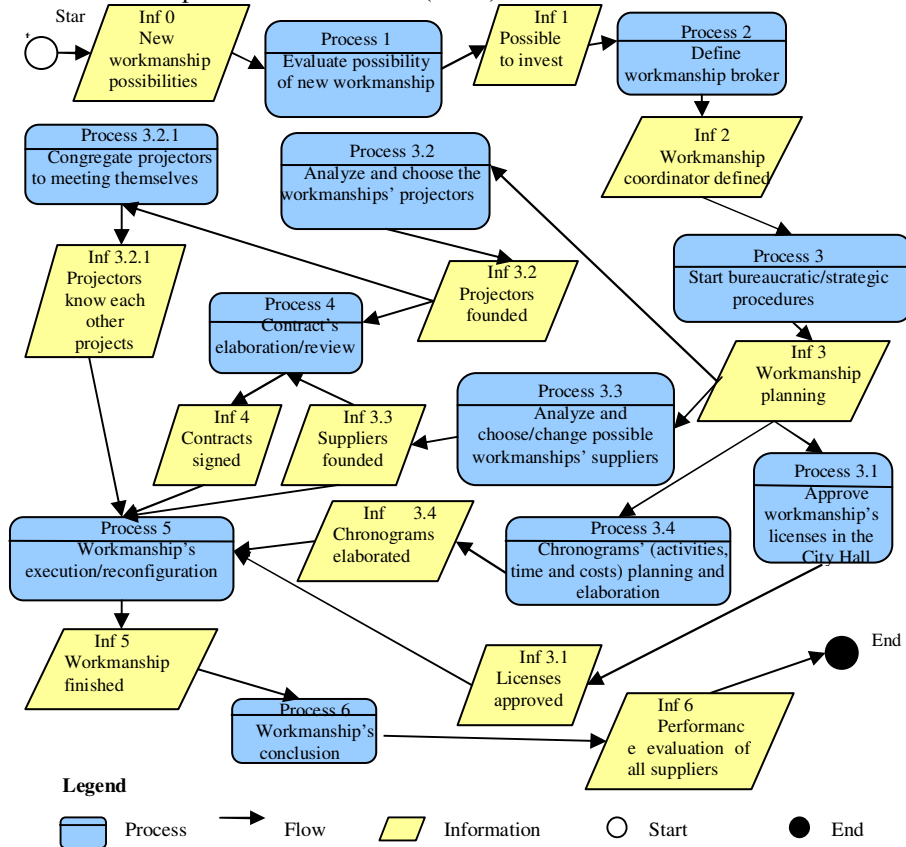 Star
t
Inf 0
New
workmanship
possibilities
Process 1
Evaluate possibility
of new workmanship
Inf 1
Possible
to invest
Process 2
Define
workmanship broker
Inf 2
Workmanship
coordinator defined
Process 3.2.1
Congregate projectors
to meeting themselves
Process 3.2
Analyze and choose the
workmanships' projectors
Process 3
Start bureaucratic/strategic
procedures
Inf 3.2.1
Projectors
know each
other
projects
Inf 3.2
Projectors
founded
Process 4
Contract's
elaboration/review
Inf 3
Workmanship
planning
Inf 4
Contracts
signed
Inf 3.3
Suppliers
founded
Process 3.3
Analyze and
choose/change possible
workmanships' suppliers
Process 3.1
Approve
workmanship's
licenses in the
City Hall
Process 5
Workmanship's
execution/reconfiguration
Inf 3.4
Chronograms
elaborated
Process 3.4
Chronograms' (activities,
time and costs) planning and
elaboration
Inf 5
Workmanship
finished
Inf 3.1
Licenses
approved
End
Process 6
Workmanship's
conclusion
Inf 6
Performanc
e evaluation of
all suppliers
Legend
Process
Flow
Information
Start
End